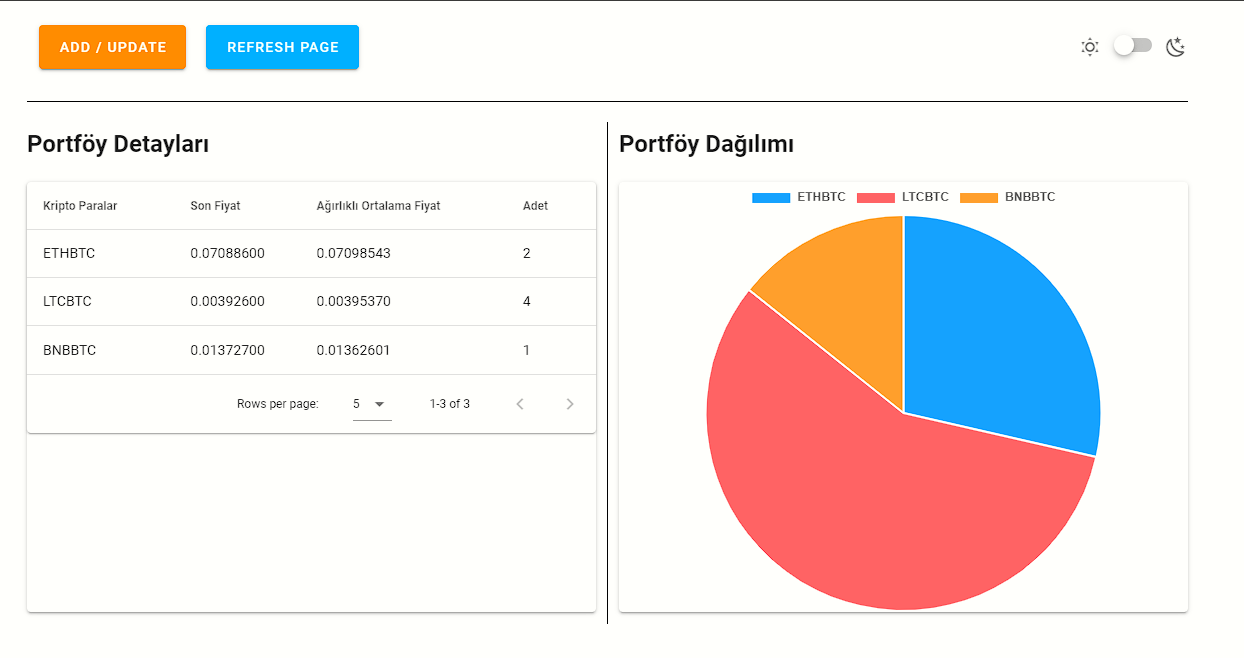 ADD / UPDATE REFRESH PAGE
Portföy Detayları
Kripto Paralar Son Fiyat Ağırlıklı Ortalama Fiyat Adet
ETHBTC 0.07088600 0.07098543 2
LTCBTC 0.00392600 0.00395370 4
BNBBTC 0.01372700 0.01362601 1
Rows per page: 5 1-3 of 3
Portföy Dağılımı
ETHBTC LTCBTC BNBBTC